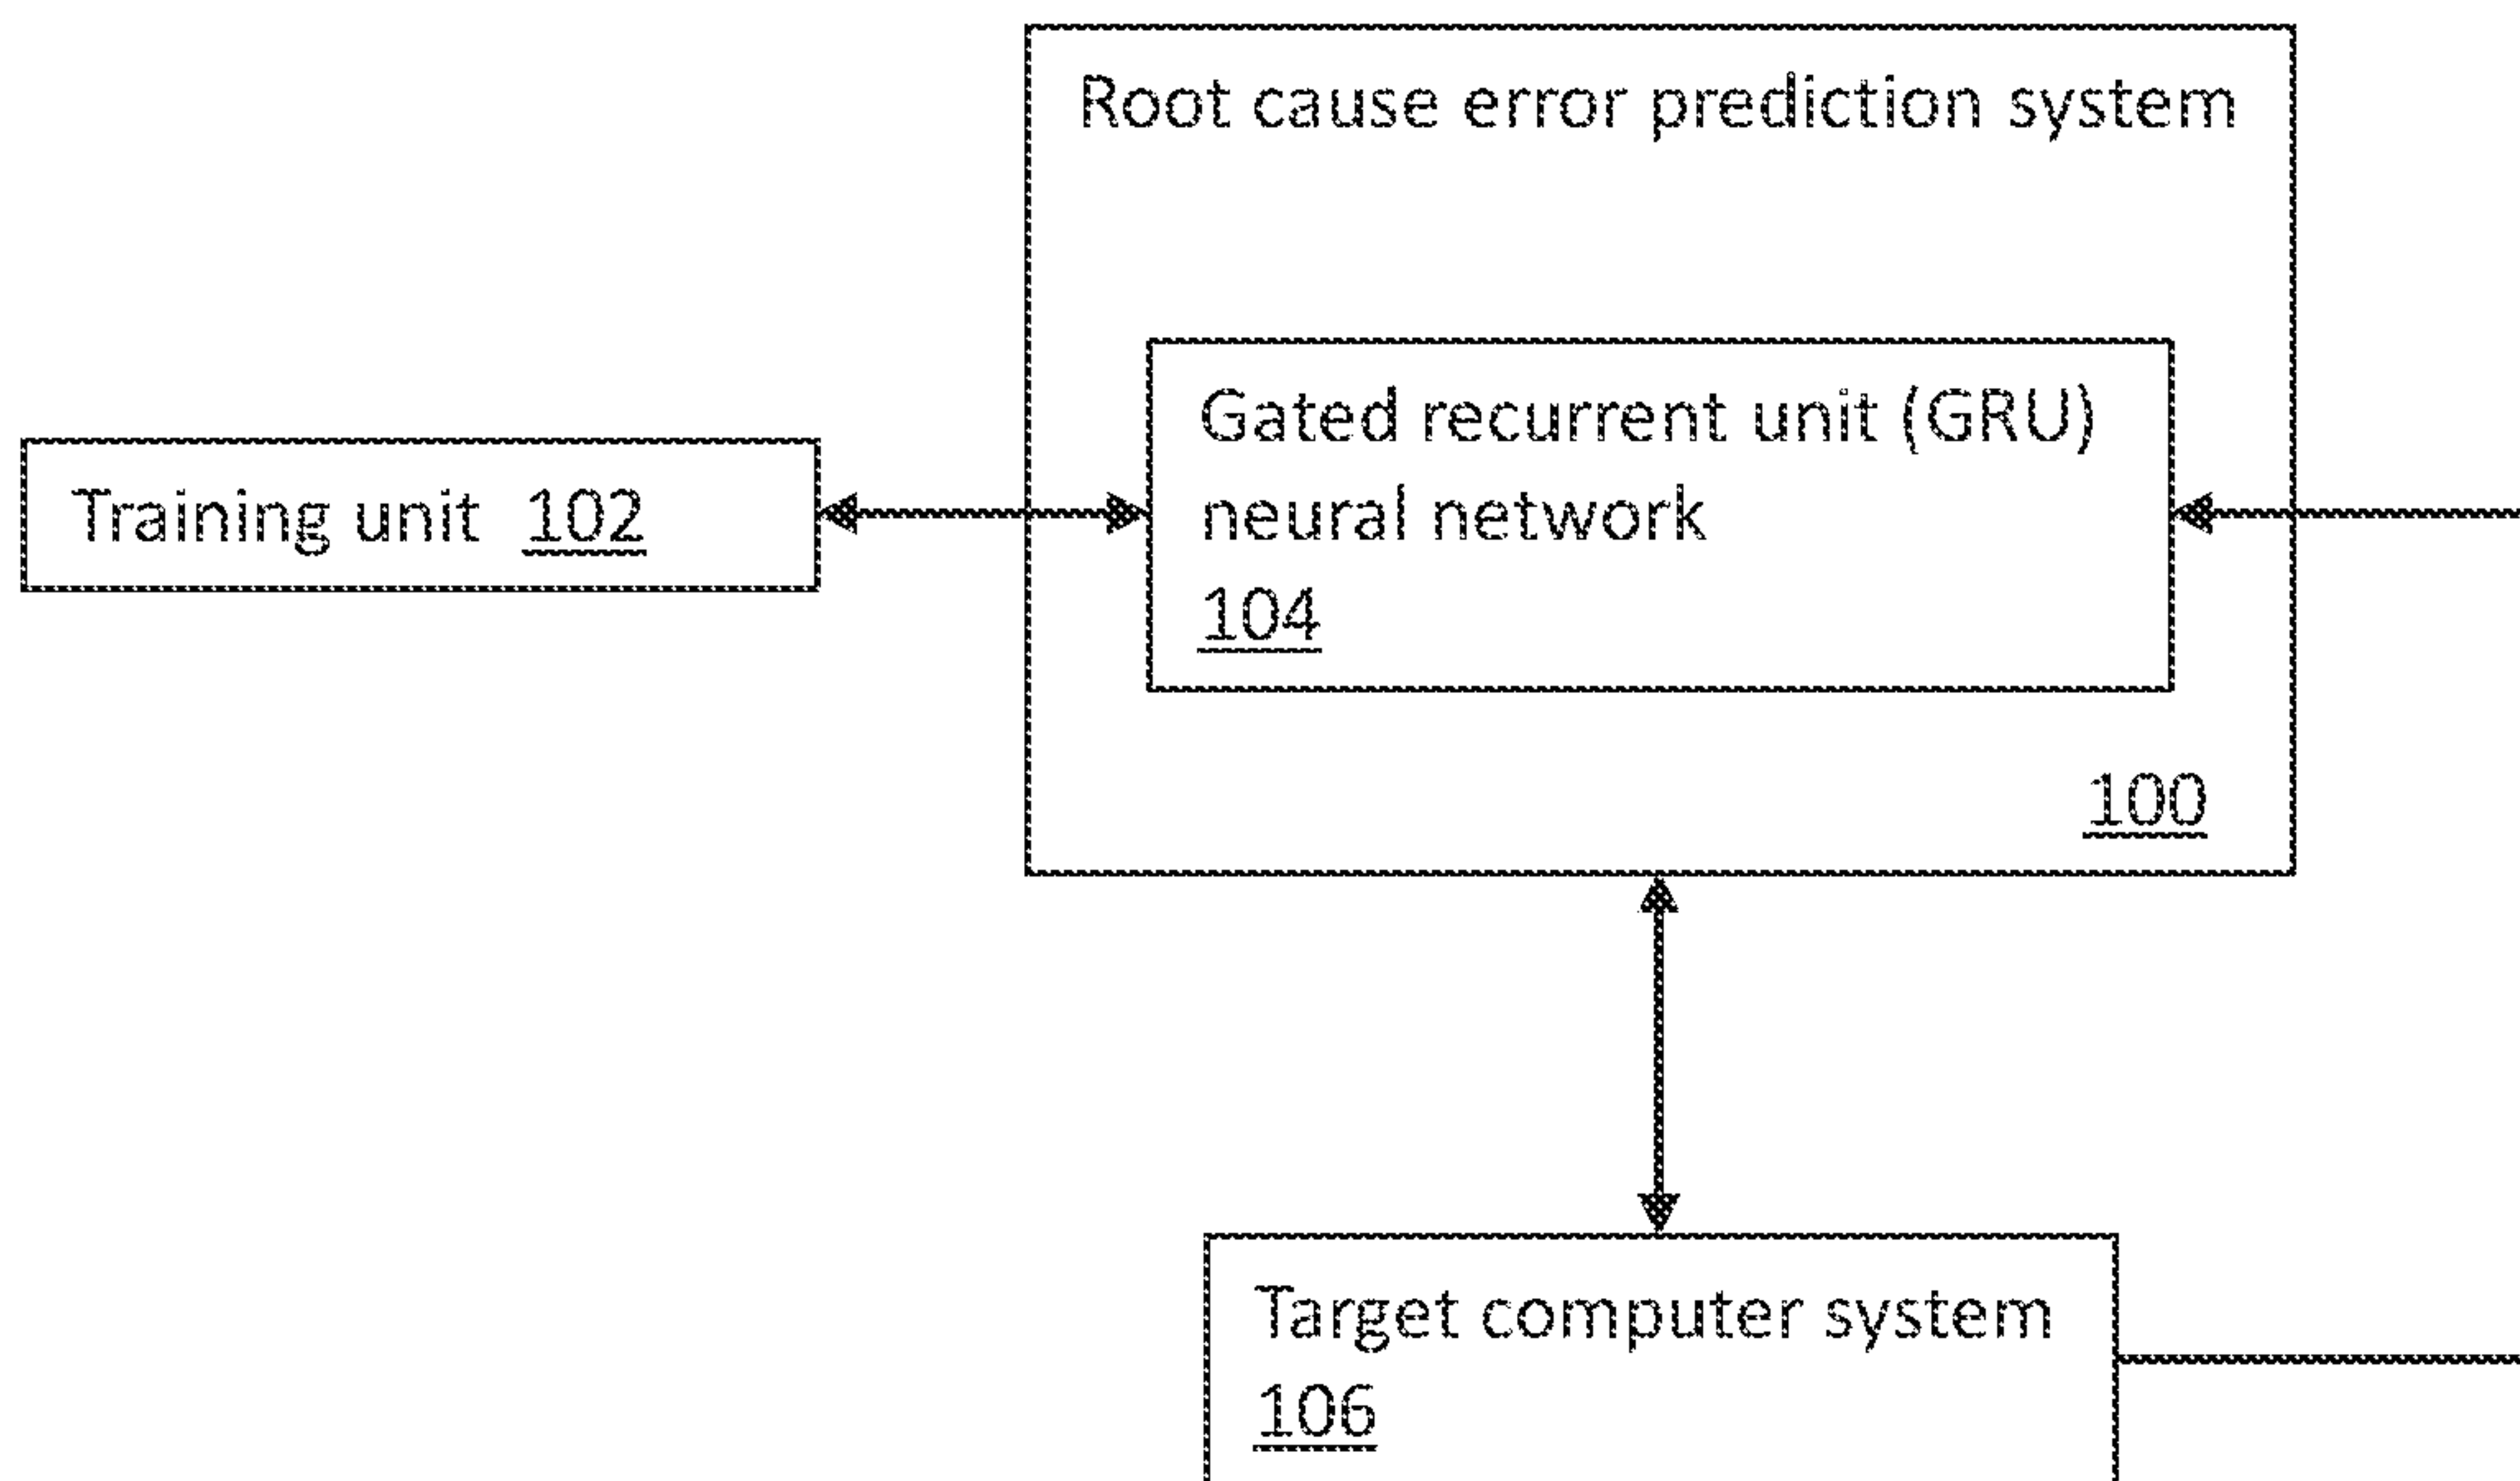 Root cause error prediction system
Gated recurrent unit (GRU)
neural network
104
Training unit 102
100
Target computer system
106